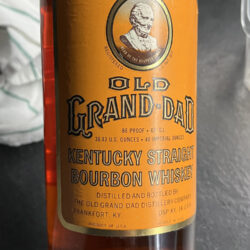 OLD
GRAND-DAD
86 PROOF
KENTUCKY STRAIGHT
BOURBON WHISKEY
DISTILLED AND BOTTLED BY
THE OLD GRAND DAD DISTILLERY COMPANY
FRANKFORT, KY.